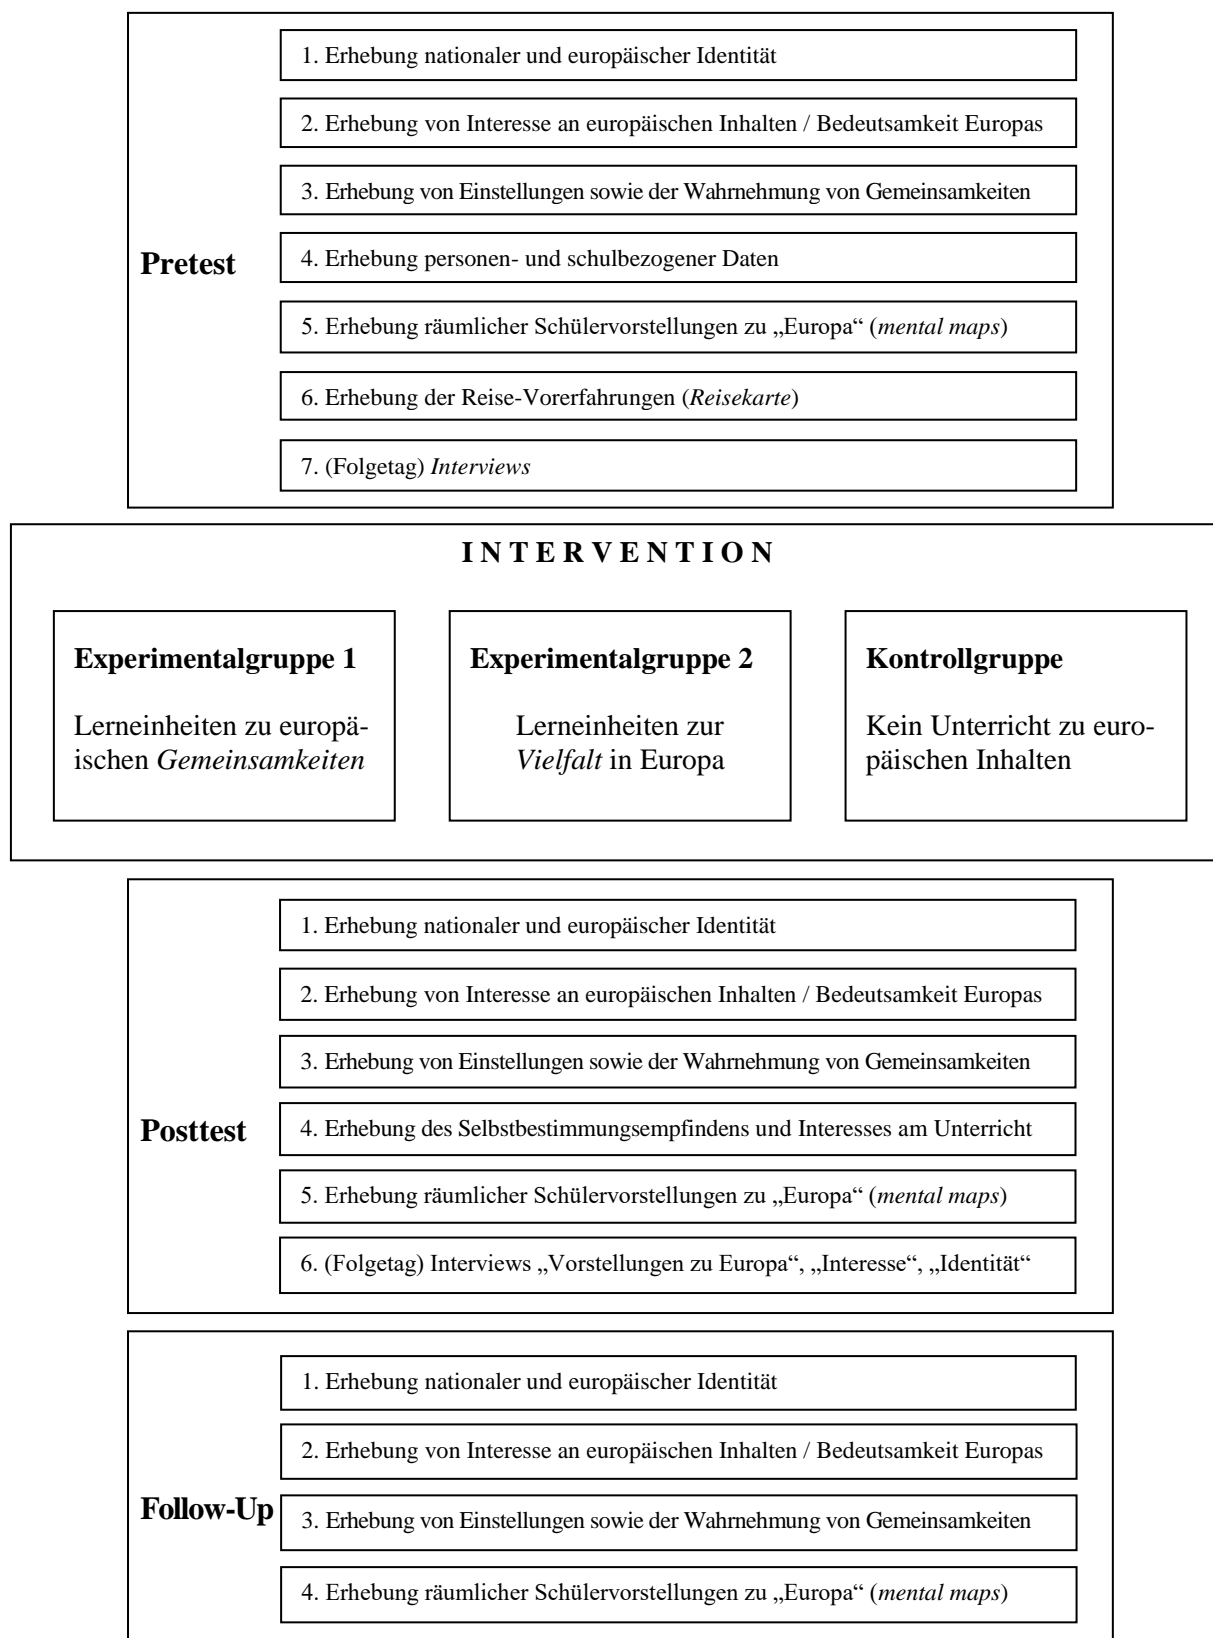 1. Erhebung nationaler und europäischer Identität
2. Erhebung von Interesse an europäischen Inhalten / Bedeutsamkeit Europas
3. Erhebung von Einstellungen sowie der Wahrnehmung von Gemeinsamkeiten
Pretest
4. Erhebung personen- und schulbezogener Daten
5. Erhebung räumlicher Schülervorstellungen zu „Europa“ (mental maps)
6. Erhebung der Reise-Vorerfahrungen (Reisekarte)
7. (Folgetag) Interviews
I N T E R V E N T I O N
Experimentalgruppe 1
Lerneinheiten zu europä-
ischen Gemeinsamkeiten
Experimentalgruppe 2
Lerneinheiten zur
Vielfalt in Europa
Kontrollgruppe
Kein Unterricht zu euro-
päischen Inhalten
1. Erhebung nationaler und europäischer Identität
2. Erhebung von Interesse an europäischen Inhalten / Bedeutsamkeit Europas
3. Erhebung von Einstellungen sowie der Wahrnehmung von Gemeinsamkeiten
Posttest
4. Erhebung des Selbstbestimmungsempfindens und Interesses am Unterricht
5. Erhebung räumlicher Schülervorstellungen zu „Europa“ (mental maps)
6. (Folgetag) Interviews „Vorstellungen zu Europa“, „Interesse“, „Identität“
1. Erhebung nationaler und europäischer Identität
2. Erhebung von Interesse an europäischen Inhalten / Bedeutsamkeit Europas
Follow-Up
3. Erhebung von Einstellungen sowie der Wahrnehmung von Gemeinsamkeiten
4. Erhebung räumlicher Schülervorstellungen zu „Europa“ (mental maps)